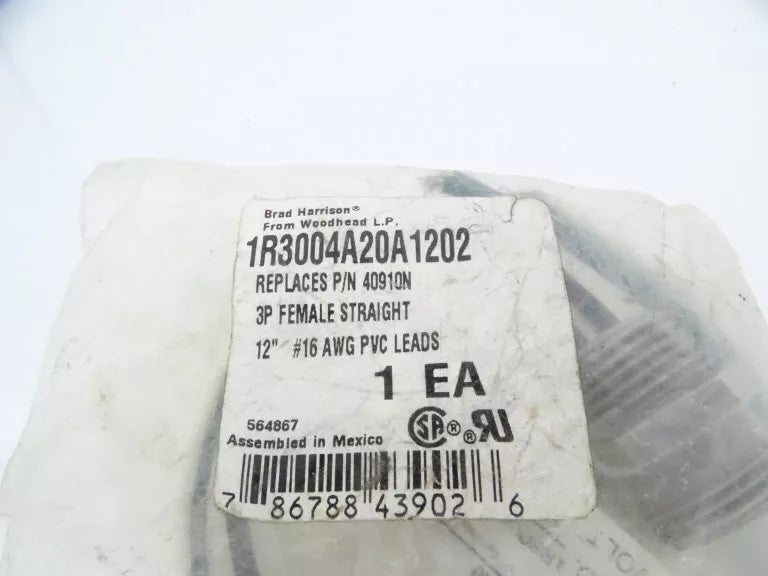 Brad Harrison®
From Woodhead L.P.
1R3004A20A1202
REPLACES P/N 40910N
3P FEMALE STRAIGHT
12" #16 AWG PVC LEADS
1 EA
564867
Assembled in Mexico
7 86788 43902 6